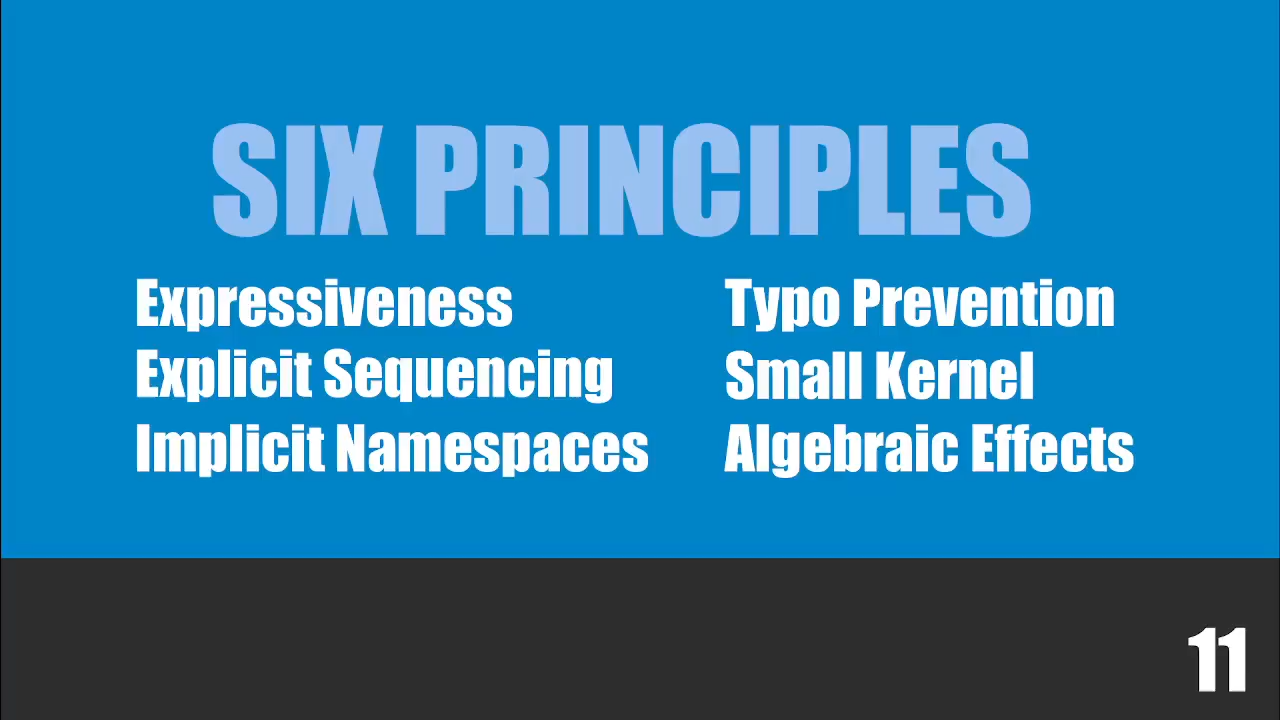 SIX PRINCIPLES
Expressiveness
Explicit Sequencing
Implicit Namespaces
Typo Prevention
Small Kernel
Algebraic Effects
11